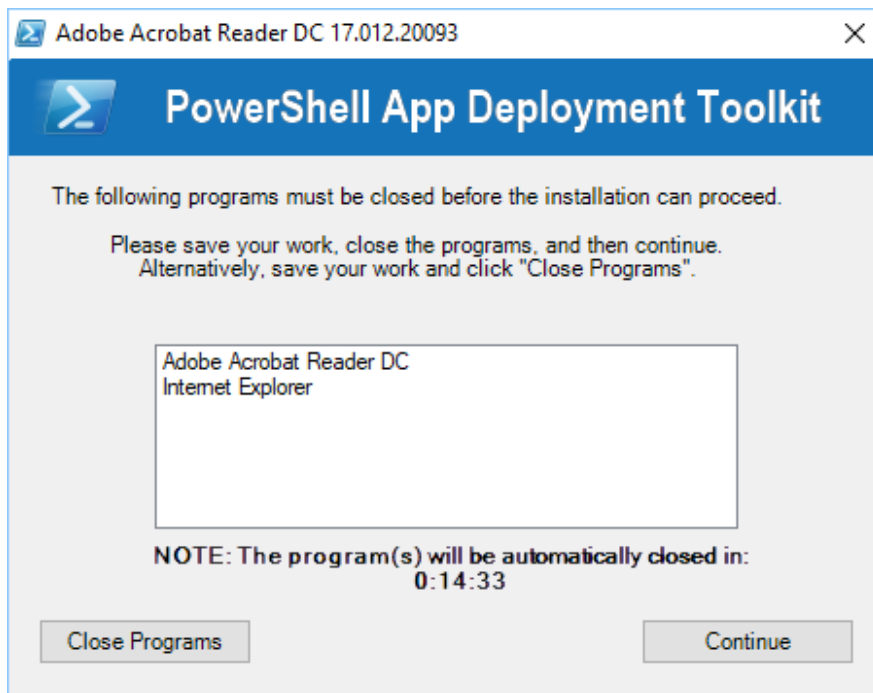 Adobe Acrobat Reader DC 17.012.20093
PowerShell App Deployment Toolkit
The following programs must be closed before the installation can proceed.
Please save your work, close the programs, and then continue.
Alternatively, save your work and click "Close Programs".
Adobe Acrobat Reader DC
Internet Explorer
NOTE: The program(s) will be automatically closed in:
0:14:33
Close Programs
Continue